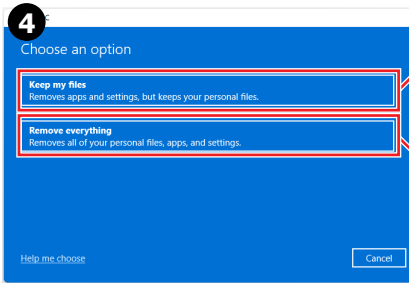 4
Choose an option
Keep my files
Removes apps and settings, but keeps your personal files.
Remove everything
Removes all of your personal files, apps, and settings.
Help me choose
Cancel